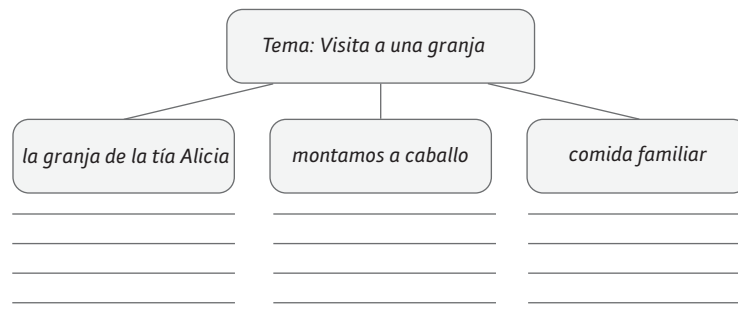 Tema: Visita a una granja
la granja de la tía Alicia
montamos a caballo
comida familiar